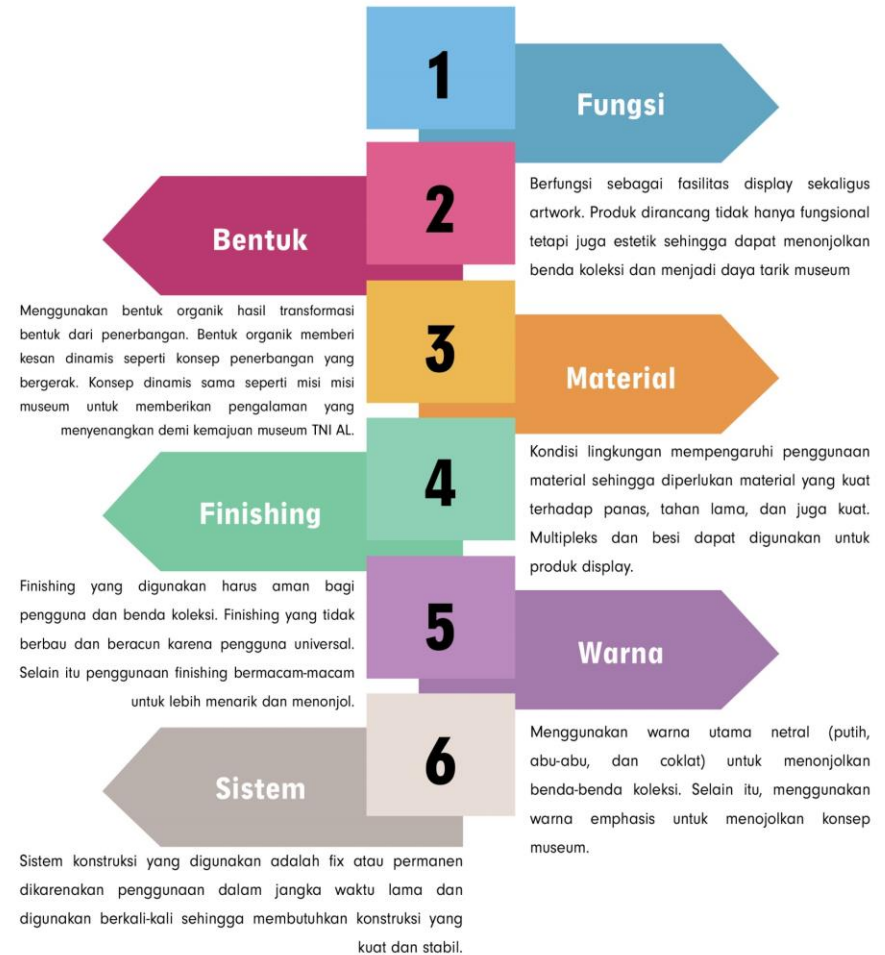 1
Fungsi
Berfungsi sebagai fasilitas display sekaligus
artwork. Produk dirancang tidak hanya fungsional
tetapi juga estetik sehingga dapat menonjolkan
benda koleksi dan menjadi daya tarik museum
2
Bentuk
Menggunakan bentuk organik hasil transformasi
bentuk dari penerbangan. Bentuk organik memberi
kesan dinamis seperti konsep penerbangan yang
bergerak. Konsep dinamis sama seperti misi misi
museum untuk memberikan pengalaman yang
menyenangkan demi kemajuan museum TNI AL.
3
Material
Kondisi lingkungan mempengaruhi penggunaan
material sehingga diperlukan material yang kuat
terhadap panas, tahan lama, dan juga kuat.
Multipleks dan besi dapat digunakan untuk
produk display.
4
Finishing
Finishing yang digunakan harus aman bagi
pengguna dan benda koleksi. Finishing yang tidak
berbau dan beracun karena pengguna universal.
Selain itu penggunaan finishing bermacam-macam
untuk lebih menarik dan menonjol.
5
Warna
Menggunakan warna utama netral (putih,
abu-abu, dan coklat) untuk menonjolkan
benda-benda koleksi. Selain itu, menggunakan
warna emphasis untuk menojolkan konsep
museum.
6
Sistem
Sistem konstruksi yang digunakan adalah fix atau permanen
dikarenakan penggunaan dalam jangka waktu lama dan
digunakan berkali-kali sehingga membutuhkan konstruksi yang
kuat dan stabil.